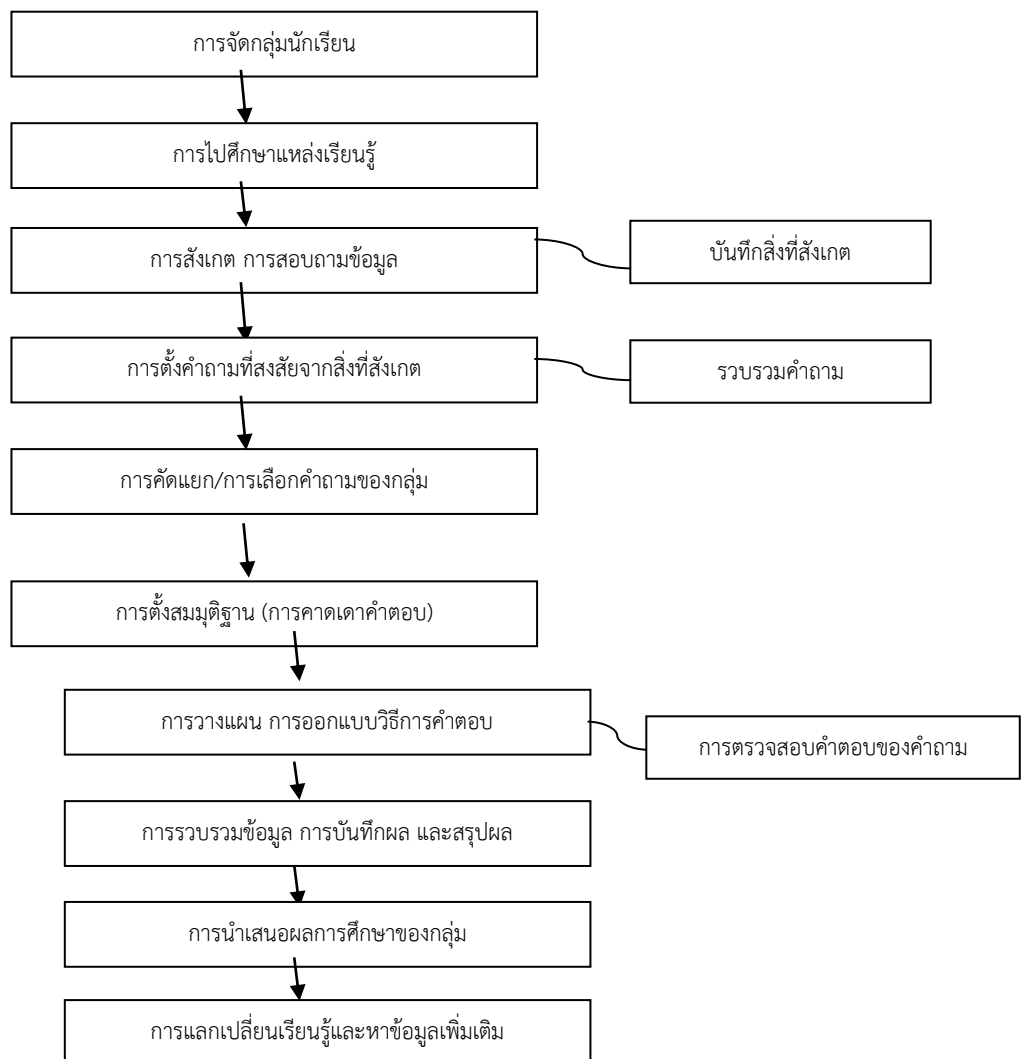 การจัดกลุ่มนักเรียน
การไปศึกษาแหล่งเรียนรู้
การสังเกต การสอบถามข้อมูล
บันทึกสิ่งที่สังเกต
การตั้งคำถามที่สงสัยจากสิ่งที่สังเกต
รวบรวมคำถาม
การคัดแยก/การเลือกคำถามของกลุ่ม
การตั้งสมมุติฐาน (การคาดเดาคำตอบ)
การวางแผน การออกแบบวิธีการคำตอบ
การตรวจสอบคำตอบของคำถาม
การรวบรวมข้อมูล การบันทึกผล และสรุปผล
การนำเสนอผลการศึกษาของกลุ่ม
การแลกเปลี่ยนเรียนรู้และหาข้อมูลเพิ่มเติม